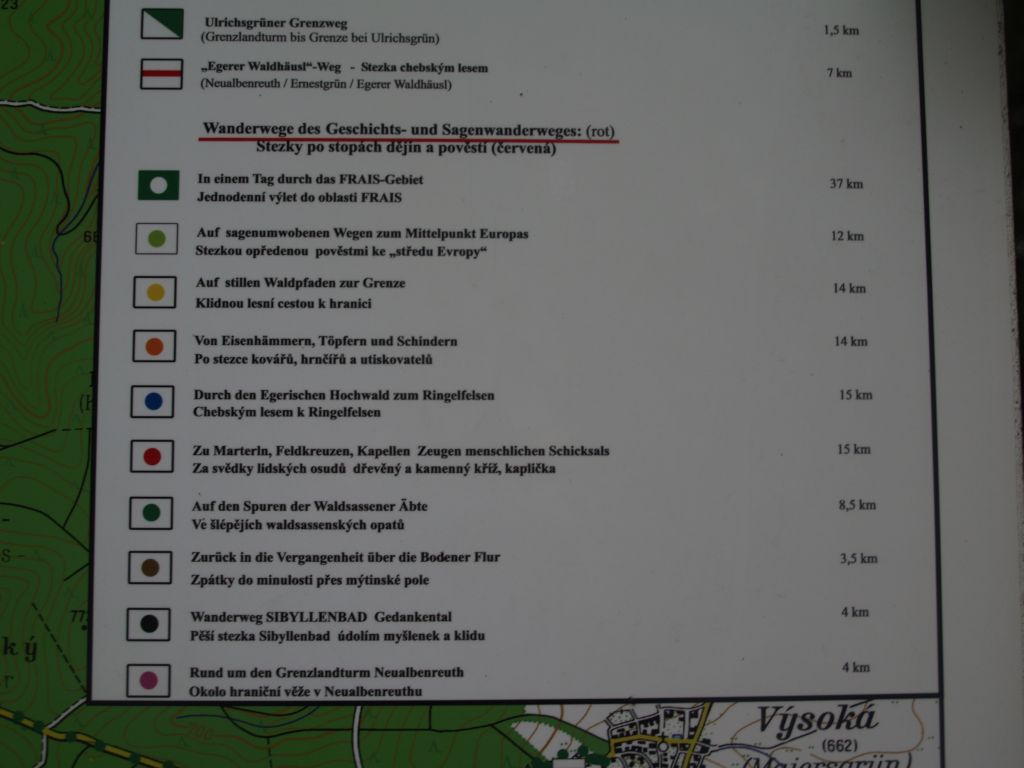 23
Ulrichsgrüner Grenzweg 1,5 km
(Grenzlandturm bis Grenze bei Ulrichsgrün)
„Egerer Waldhäusl“-Weg - Stezka chebským lesem 7 km
(Neualbenreuth / Ernestgrün / Egerer Waldhäusl)
Wanderwege des Geschichts- und Sagenwanderweges: (rot)
Stezky po stopách dějin a pověstí (červená)
In einem Tag durch das FRAIS-Gebiet 37 km
Jednodenní výlet do oblasti FRAIS
Auf sagenumwobenen Wegen zum Mittelpunkt Europas 12 km
Stezkou opředenou pověstmi ke „středu Evropy“
Auf stillen Waldpfaden zur Grenze 14 km
Klidnou lesní cestou k hranici
Von Eisenhämmern, Töpfern und Schindern 14 km
Po stezce kovářů, hrnčířů a utiskovatelů
Durch den Egerischen Hochwald zum Ringelfelsen 15 km
Chebským lesem k Ringelfelsen
Zu Marterln, Feldkreuzen, Kapellen Zeugen menschlichen Schicksals 15 km
Za svědky lidských osudů dřevěný a kamenný kříž, kaplička
Auf den Spuren der Waldsassener Äbte 8,5 km
Ve šlépějích waldsassenských opatů
Zurück in die Vergangenheit über die Bodener Flur 3,5 km
Zpátky do minulosti přes mýtinské pole
Wanderweg SIBYLLENBAD Gedankental 4 km
Pěší stezka Sibyllenbad údolím myšlenek a klidu
Rund um den Grenzlandturm Neualbenreuth 4 km
Okolo hraniční věže v Neualbenreuthu
ký
700
Výsoká
(662)
(Maiersgrün)